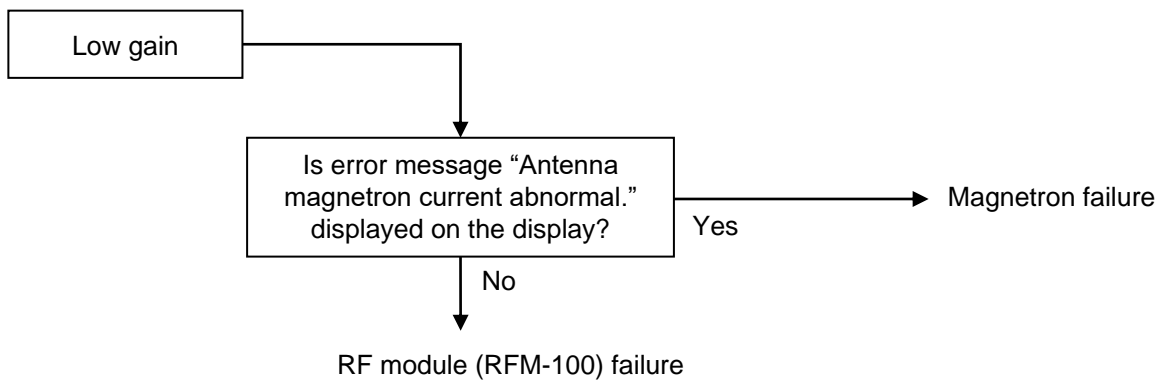 Low gain
Is error message “Antenna
magnetron current abnormal.”
displayed on the display?
Yes
Magnetron failure
No
RF module (RFM-100) failure